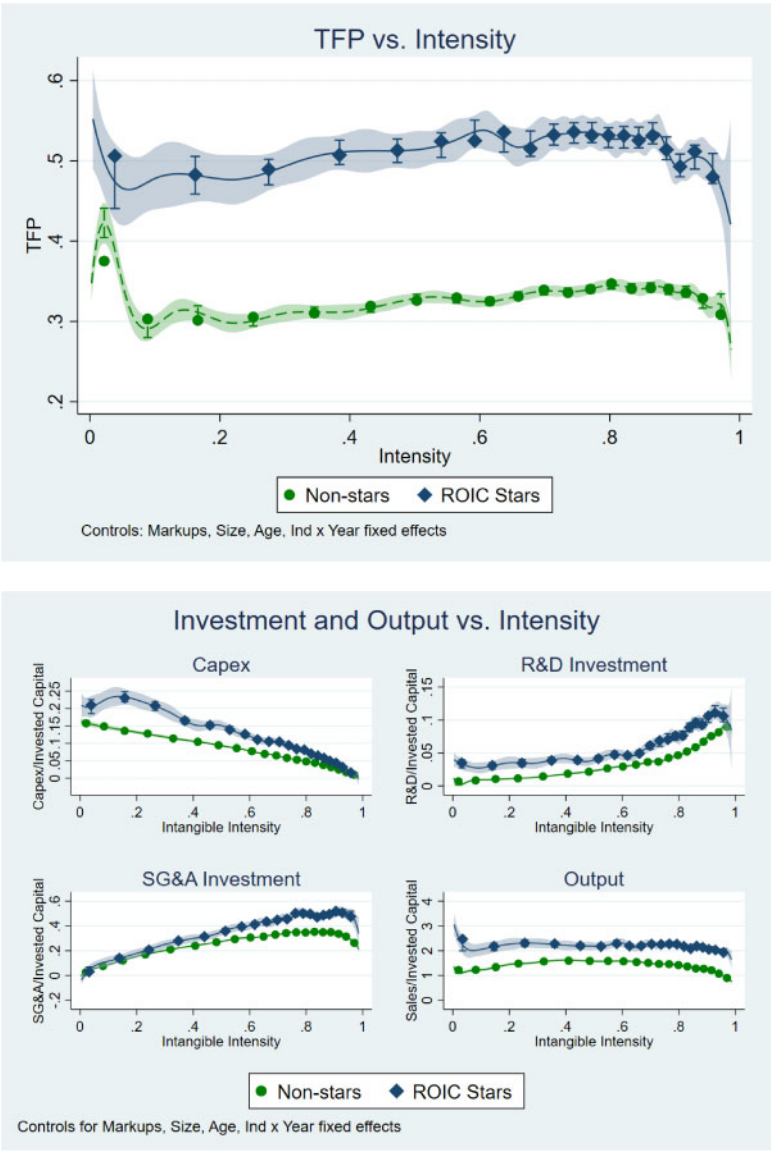 TFP vs. Intensity
TFP
.6
.5
.4
.3
.2
0 .2 .4 .6 .8 1
Intensity
Non-stars ROIC Stars
Controls: Markups, Size, Age, Ind x Year fixed effects
Investment and Output vs. Intensity
Capex
Capex/Invested Capital
0 .05 .1 .15 .2 .25
0 .2 .4 .6 .8 1
Intangible Intensity
R&D Investment
R&D/Invested Capital
0 .05 .1 .15
0 .2 .4 .6 .8 1
Intangible Intensity
SG&A Investment
SG&A/Invested Capital
-.2 0 .2 .4 .6
0 .2 .4 .6 .8 1
Intangible Intensity
Output
Sales/Invested Capital
0 1 2 3 4
0 .2 .4 .6 .8 1
Intangible Intensity
Non-stars ROIC Stars
Controls for Markups, Size, Age, Ind x Year fixed effects